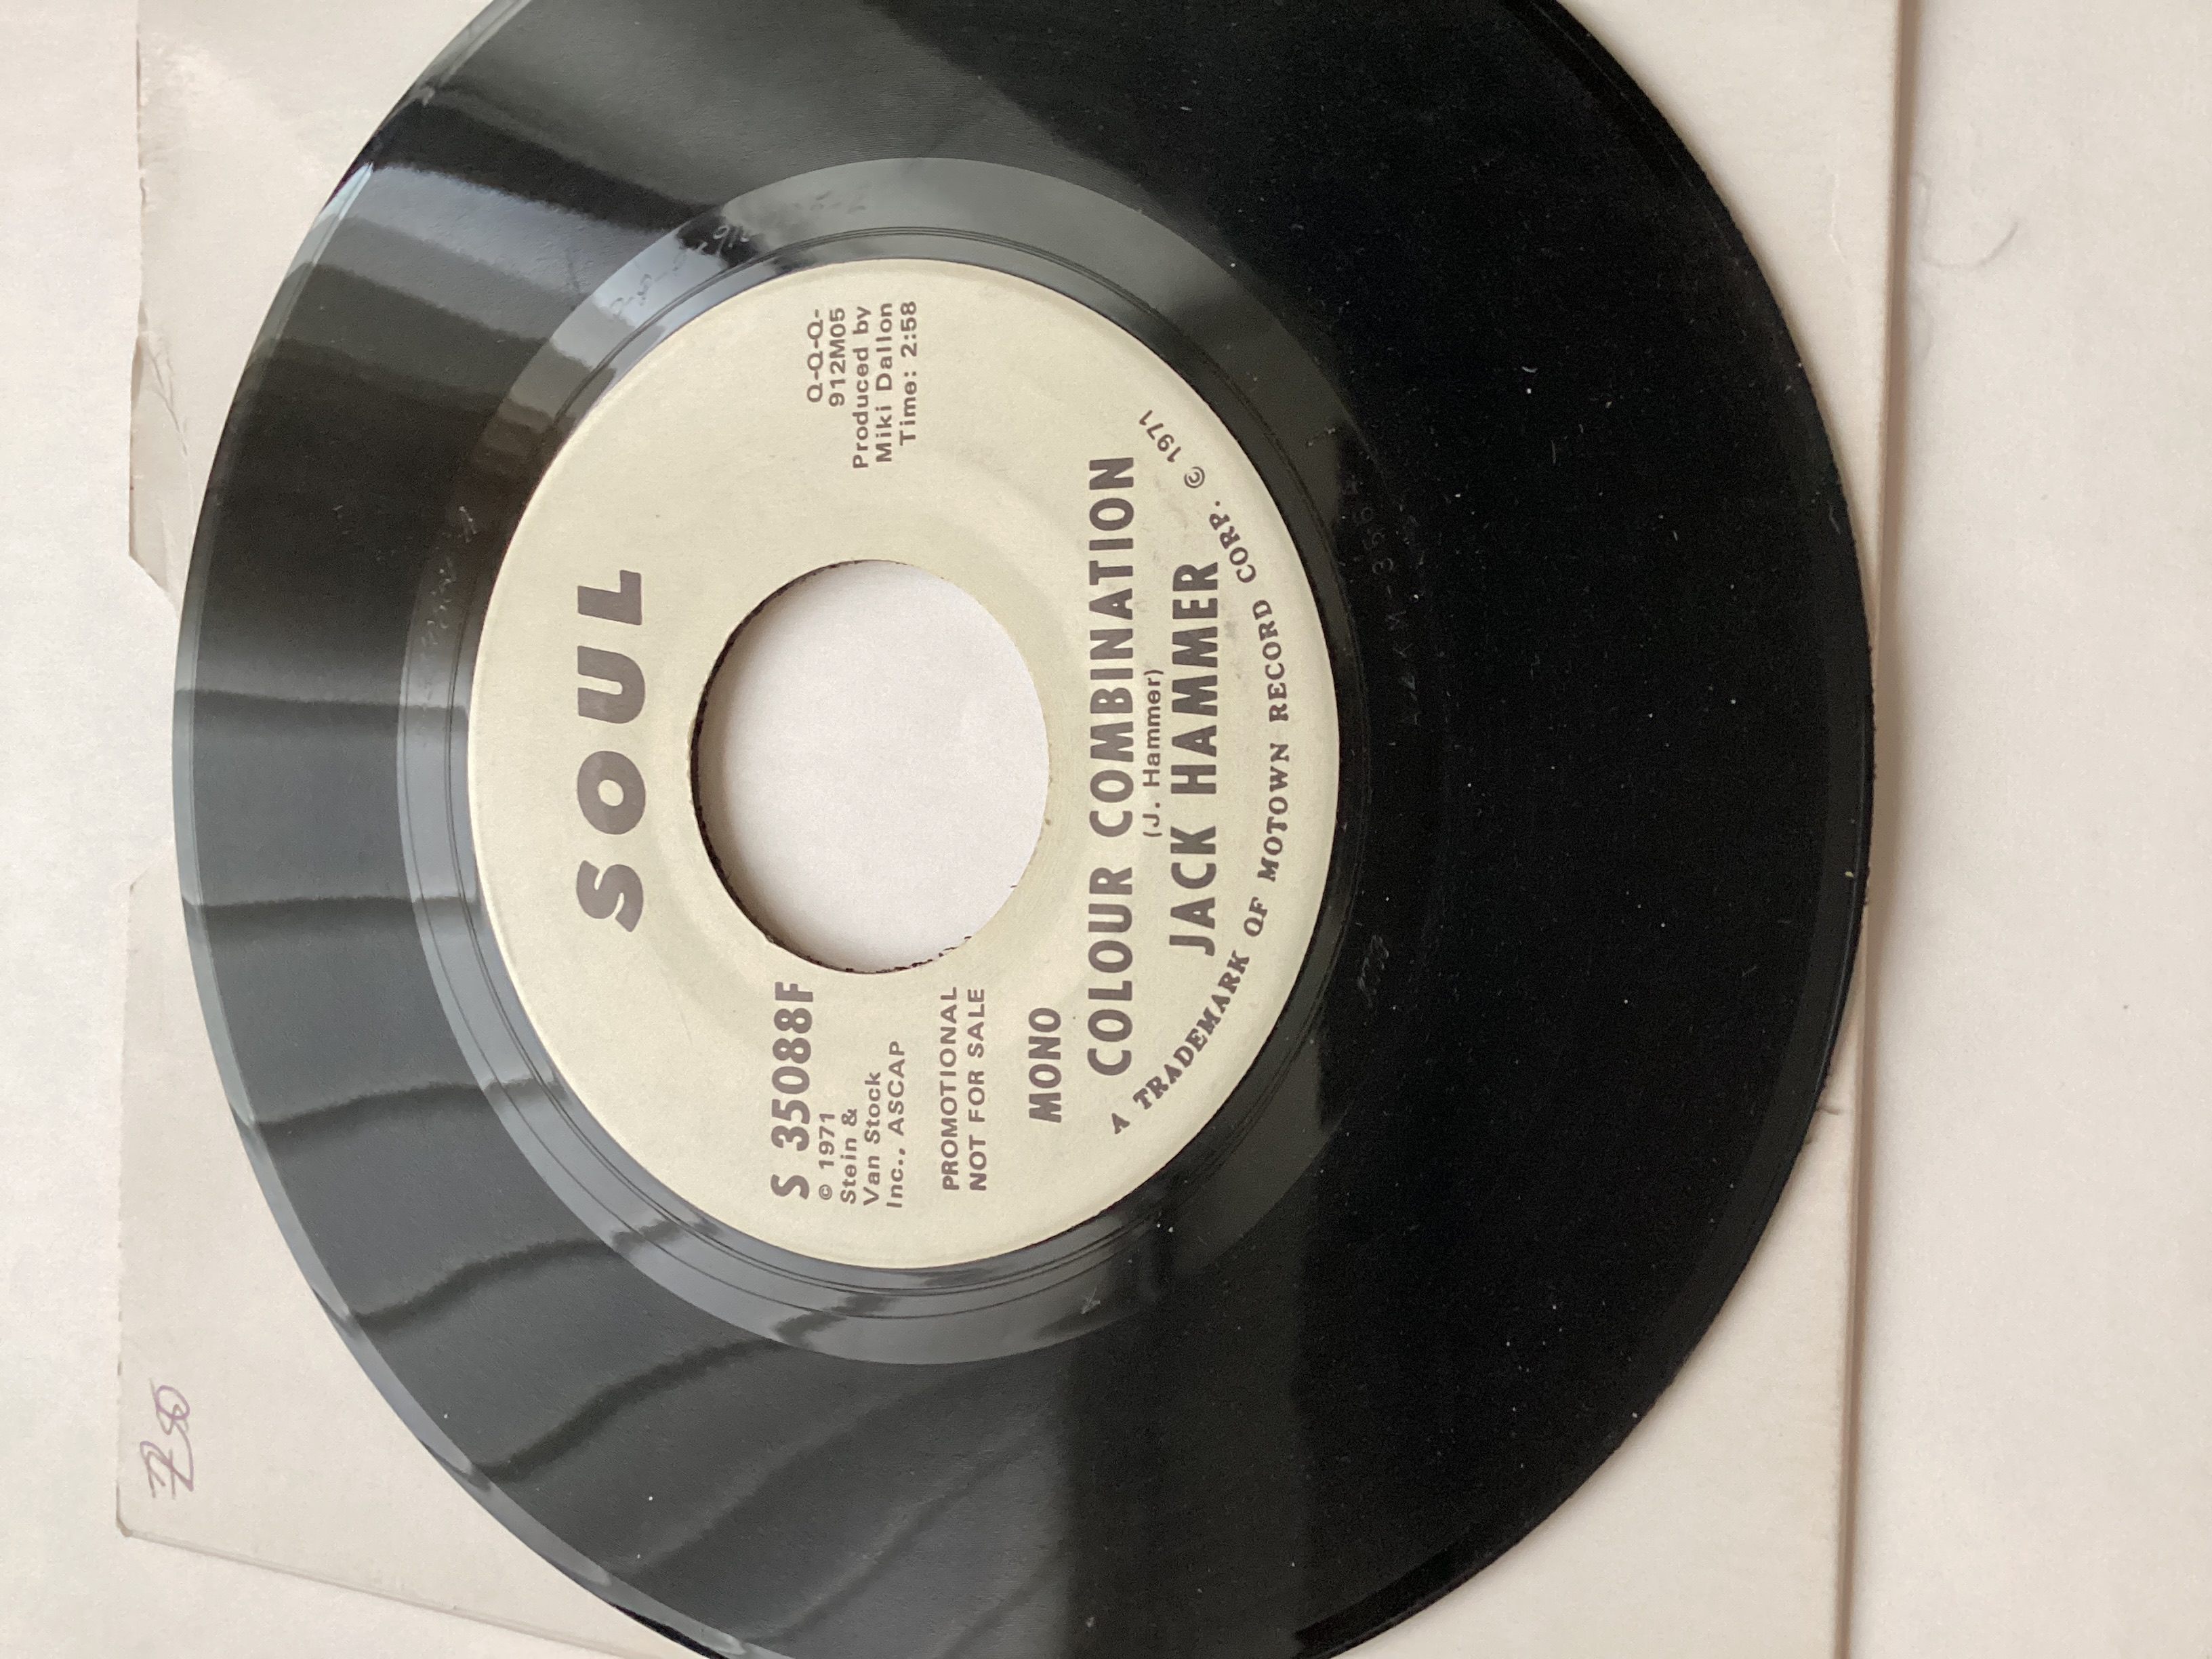 SOUL
S 35088F
© 1971
Stein &
Van Stock
Inc., ASCAP
PROMOTIONAL
NOT FOR SALE
MONO
Q-Q-Q-
912M05
Produced by
Miki Dallon
Time: 2:58
COLOUR COMBINATION
(J. Hammer)
JACK HAMMER
A TRADEMARK OF MOTOWN RECORD CORP. © 1971